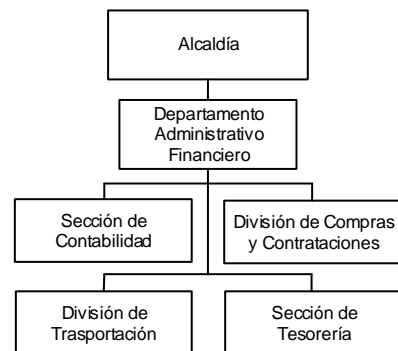 Alcaldía
Departamento
Administrativo
Financiero
Sección de
Contabilidad
División de Compras
y Contrataciones
División de
Trasportación
Sección de
Tesorería